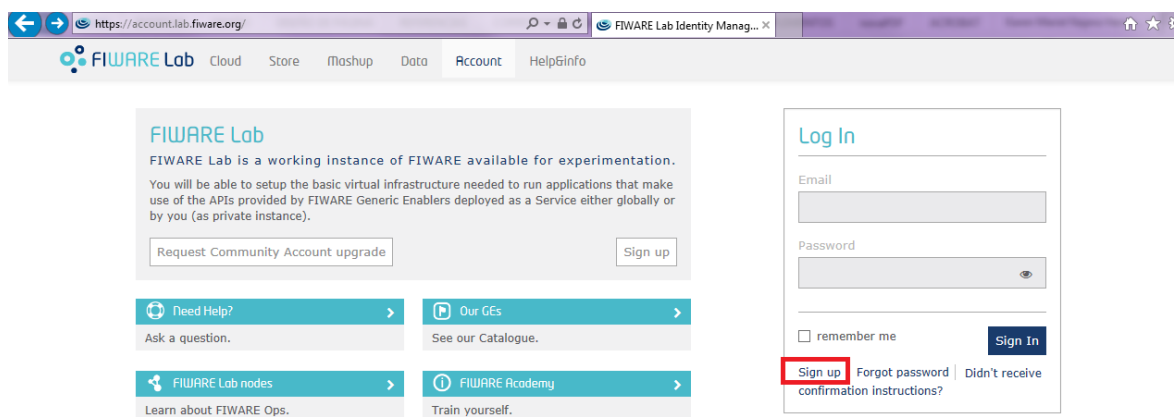 https://account.lab.fiware.org/
FIWARE Lab Identity Manag...
FIWARE Lab Cloud Store Mashup Data Account Help&info
FIWARE Lab
FIWARE Lab is a working instance of FIWARE available for experimentation.
You will be able to setup the basic virtual infrastructure needed to run applications that make
use of the APIs provided by FIWARE Generic Enablers deployed as a Service either globally or
by you (as private instance).
Request Community Account upgrade
Sign up
Need Help?
Ask a question.
Our GEs
See our Catalogue.
FIWARE Lab nodes
Learn about FIWARE Ops.
FIWARE Academy
Train yourself.
Log In
Email
Password
remember me
Sign In
Sign up Forgot password Didn't receive
confirmation instructions?